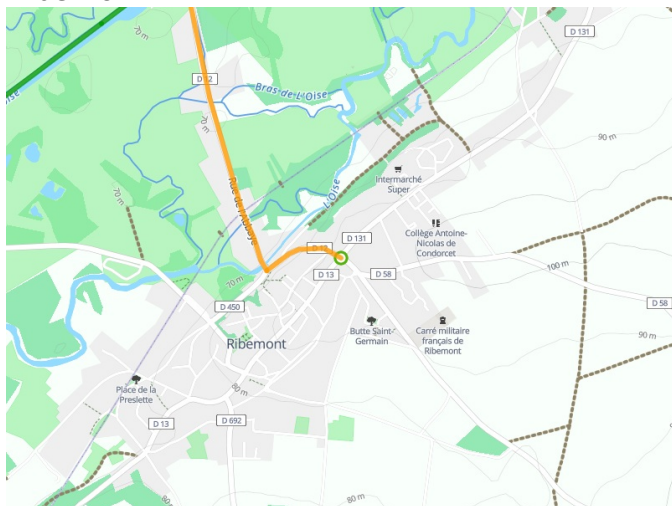 70 m
D 131
D 12
Bras de L'Oise
70 m
90 m
Rue de l'Abbaye
L'Oise
Intermarché
Super
70 m
Collège Antoine-
Nicolas de
Condorcet
D 131
D 13
D 58
100 m
70 m
D 58
D 450
Butte Saint-
Germain
Carré militaire
français de
Ribemont
90 m
Ribemont
Place de la
Preslette
80 m
D 13
D 692
80 m
80 m